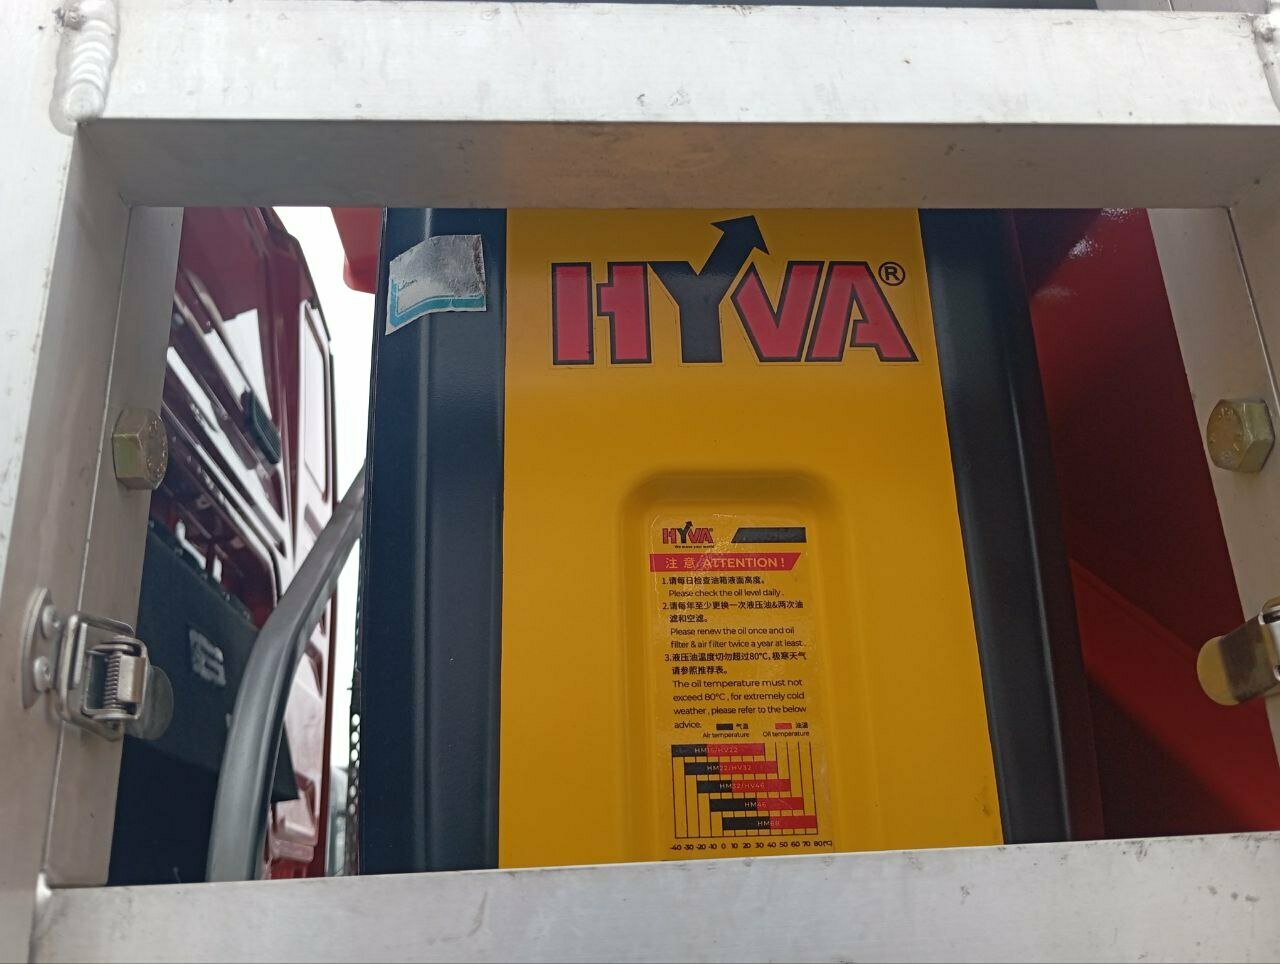 HYVA®
HYVA
We move your world
注意/ATTENTION!
1.请每日检查油箱液面高度。
Please check the oil level daily.
2.请每年至少更换一次液压油&两次油
滤和空滤。
Please renew the oil once and oil
filter & air filter twice a year at least.
3.液压油温度切勿超过80°C,极寒天气
请参照推荐表。
The oil temperature must not
exceed 80°C, for extremely cold
weather, please refer to the below
advice.
气温 油温
Air temperature Oil temperature
HM15/HV22
HM22/HV32
HM32/HV46
HM46
HM68
-40 -30 -20 -10 0 10 20 30 40 50 60 70 80(°C)